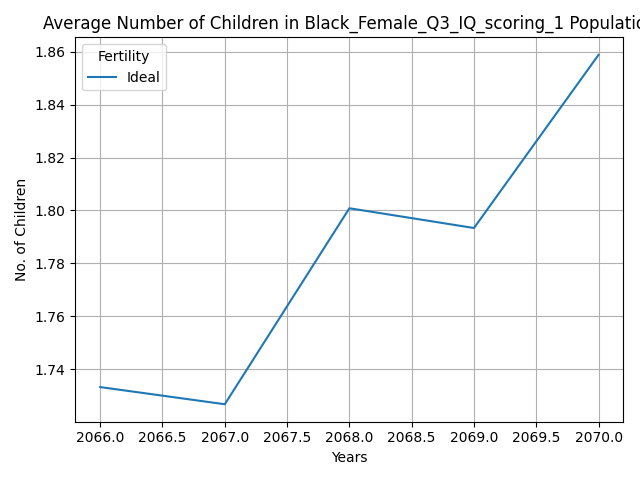 Average Number of Children in Black_Female_Q3_IQ_scoring_1 Populatio
1.86
1.84
1.82
1.80
1.78
1.76
1.74
No. of Children
Fertility
Ideal
2066.0 2066.5 2067.0 2067.5 2068.0 2068.5 2069.0 2069.5 2070.0
Years